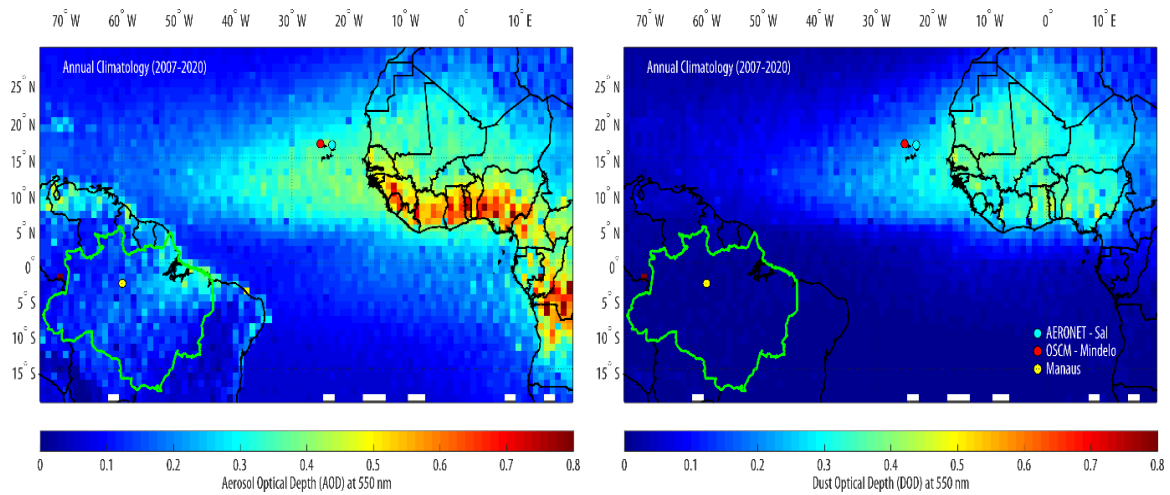 70° W 60° W 50° W 40° W 30° W 20° W 10° W 0° E 10° E
70° W 60° W 50° W 40° W 30° W 20° W 10° W 0° E 10° E
Annual Climatology (2007-2020)
Annual Climatology (2007-2020)
25° N
20° N
15° N
10° N
5° N
0°
5° S
10° S
15° S
25° N
20° N
15° N
10° N
5° N
0°
5° S
10° S
15° S
AERONET - Sal
OSCM - Mindelo
Manaus
0 0.1 0.2 0.3 0.4 0.5 0.6 0.7 0.8
Aerosol Optical Depth (AOD) at 550 nm
0 0.1 0.2 0.3 0.4 0.5 0.6 0.7 0.8
Dust Optical Depth (DOD) at 550 nm